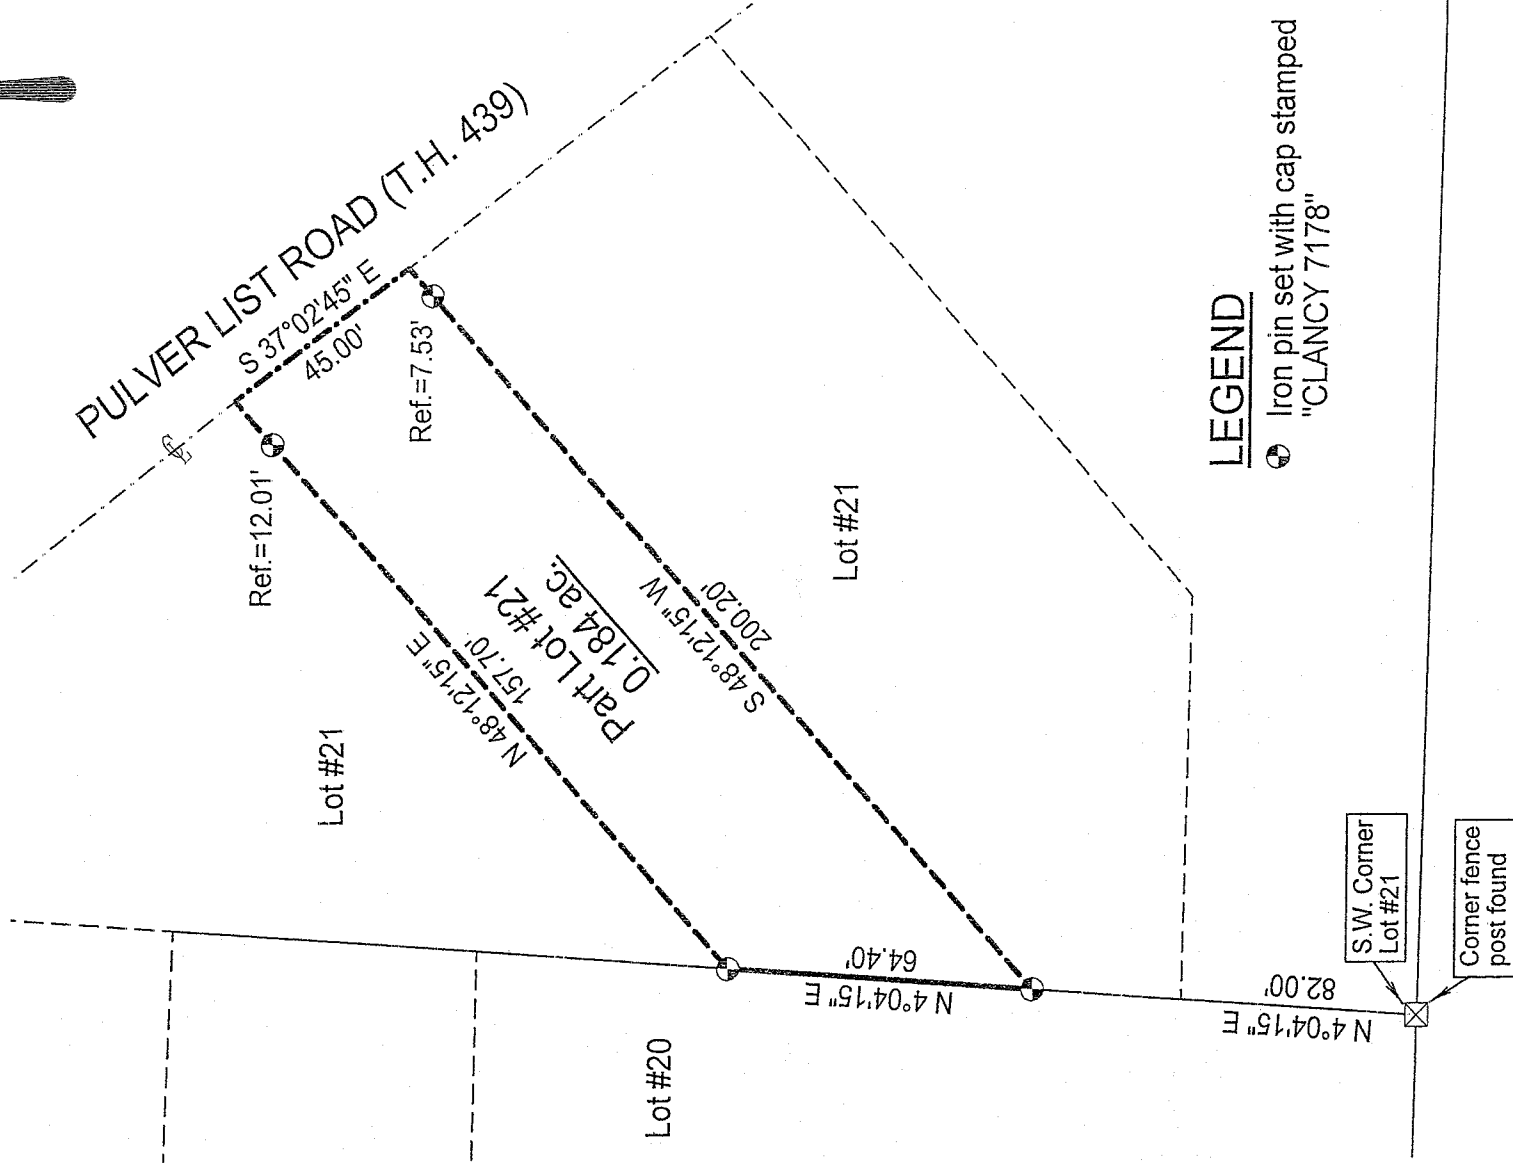 PULVER LIST ROAD (T.H. 439)
S 37°02'45" E
45.00'
Ref.=12.01'
Ref.=7.53'
Lot #21
N 48°12'15" E
157.70'
Part Lot #21
0.184 ac.
S 48°12'15" W
200.20'
Lot #21
LEGEND
Iron pin set with cap stamped
"CLANCY 7178"
64.40'
N 4°04'15" E
Lot #20
82.00'
N 4°04'15" E
S.W. Corner
Lot #21
Corner fence
post found